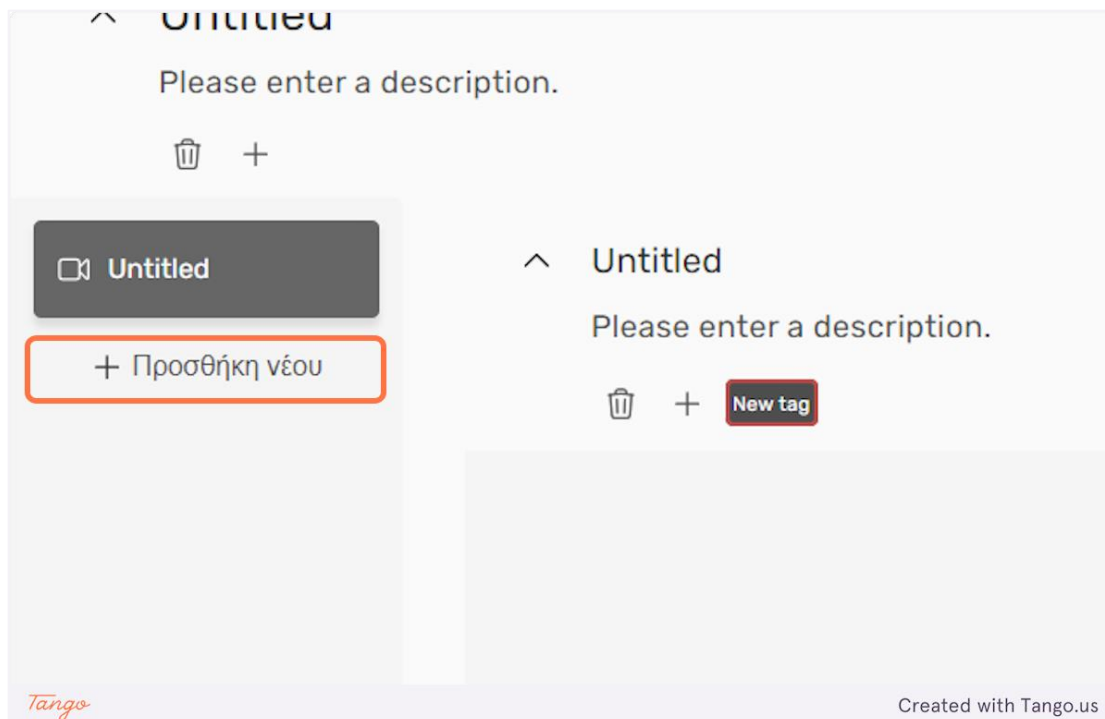 Untitled
Please enter a description.
Untitled
+ Προσθήκη νέου
Untitled
Please enter a description.
New tag
Tango
Created with Tango.us